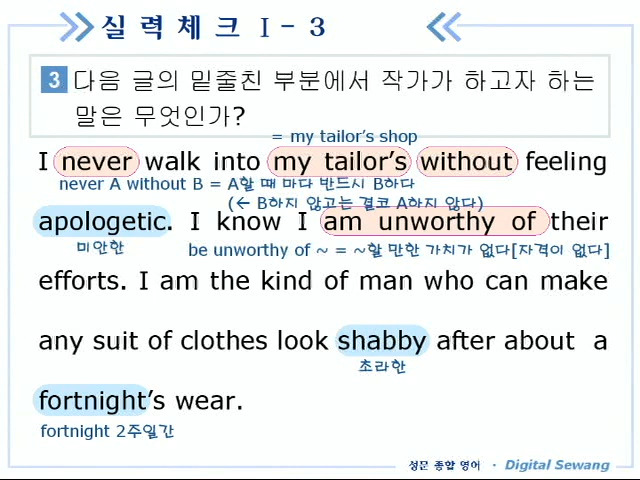 실력체크 I - 3
3 다음 글의 밑줄친 부분에서 작가가 하고자 하는
말은 무엇인가?
= my tailor's shop
I never walk into my tailor's without feeling
never A without B = A할 때 마다 반드시 B하다
(← B하지 않고는 결코 A하지 않다)
apologetic. I know I am unworthy of their
미안한 be unworthy of ~ = ~할 만한 가치가 없다[자격이 없다]
efforts. I am the kind of man who can make
any suit of clothes look shabby after about a
초라한
fortnight's wear.
fortnight 2주일간
성문 종합 영어 · Digital Sewang